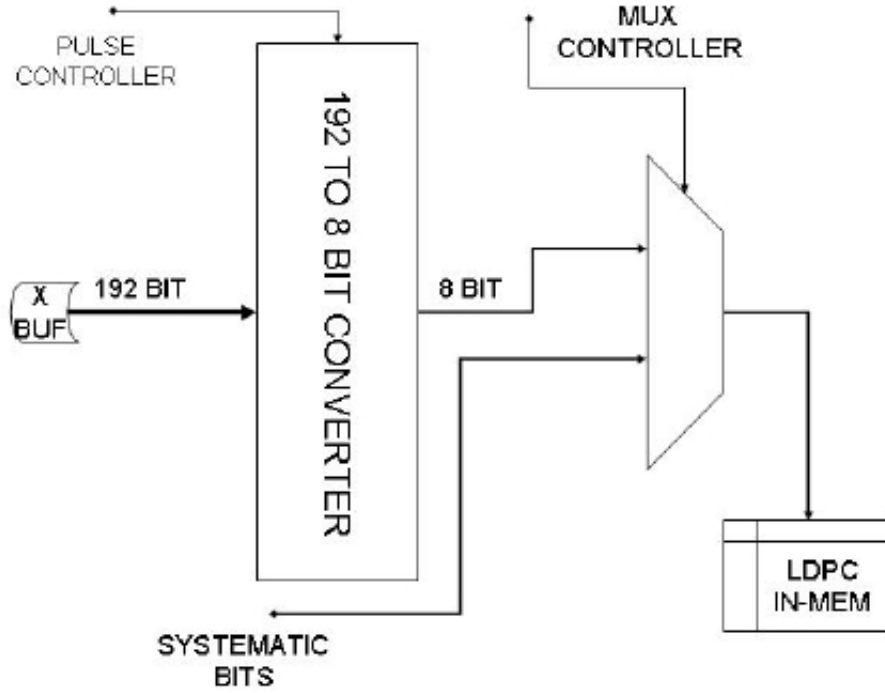 PULSE
CONTROLLER
MUX
CONTROLLER
192 TO 8 BIT CONVERTER
X
BUF
192 BIT
8 BIT
LDPC
IN-MEM
SYSTEMATIC
BITS